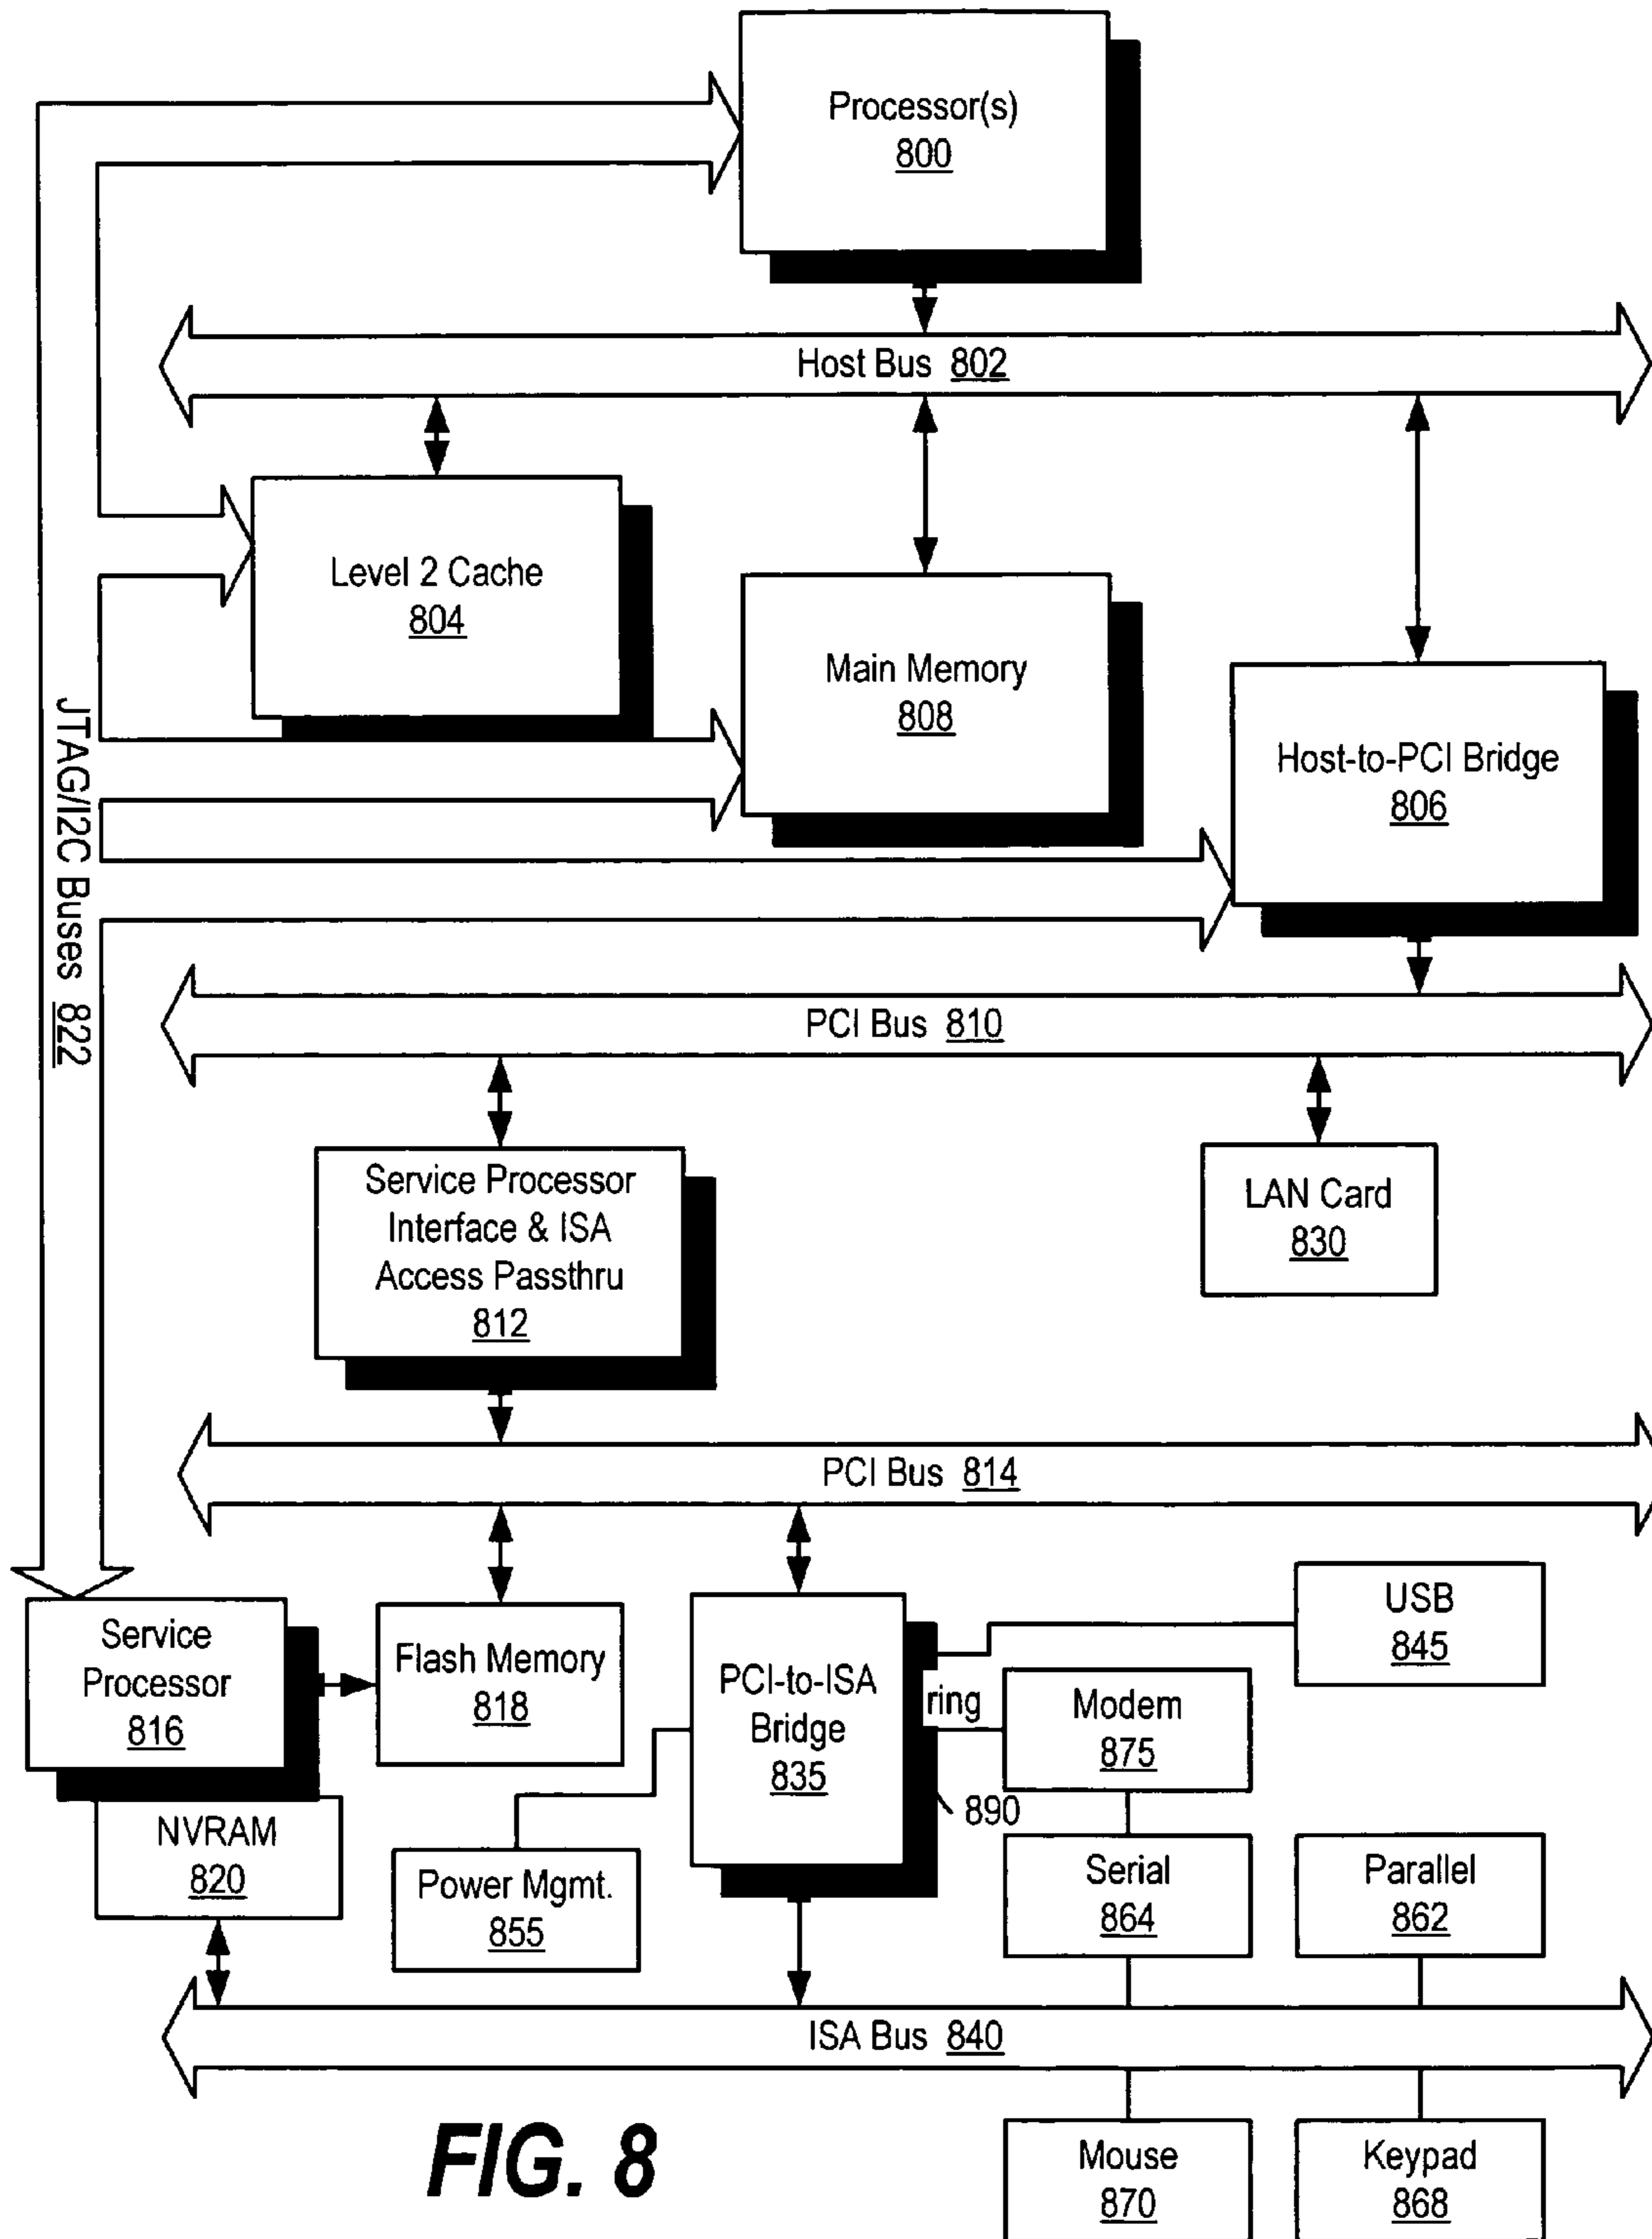 Processor(s)
800
Host Bus 802
Level 2 Cache
804
Main Memory
808
Host-to-PCI Bridge
806
JTAG/I2C Buses 822
PCI Bus 810
Service Processor
Interface & ISA
Access Passthru
812
LAN Card
830
PCI Bus 814
Service
Processor
816
Flash Memory
818
PCI-to-ISA
Bridge
835
USB
845
ring
Modem
875
890
NVRAM
820
Power Mgmt.
855
Serial
864
Parallel
862
ISA Bus 840
FIG. 8
Mouse
870
Keypad
868